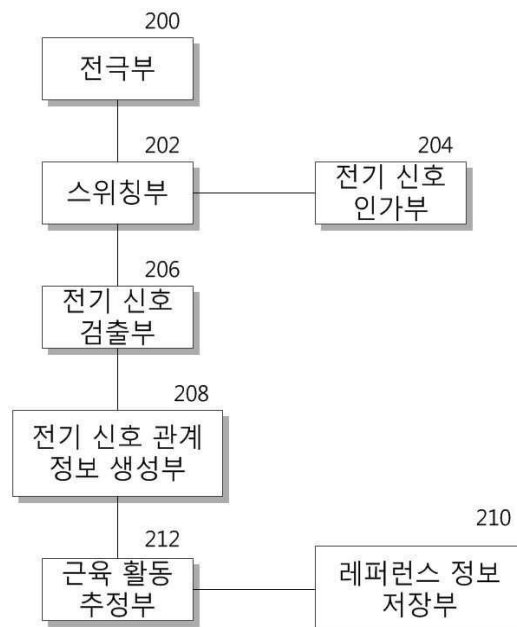 200
전극부
202
스위칭부
204
전기 신호
인가부
206
전기 신호
검출부
208
전기 신호 관계
정보 생성부
210
레퍼런스 정보
저장부
212
근육 활동
추정부